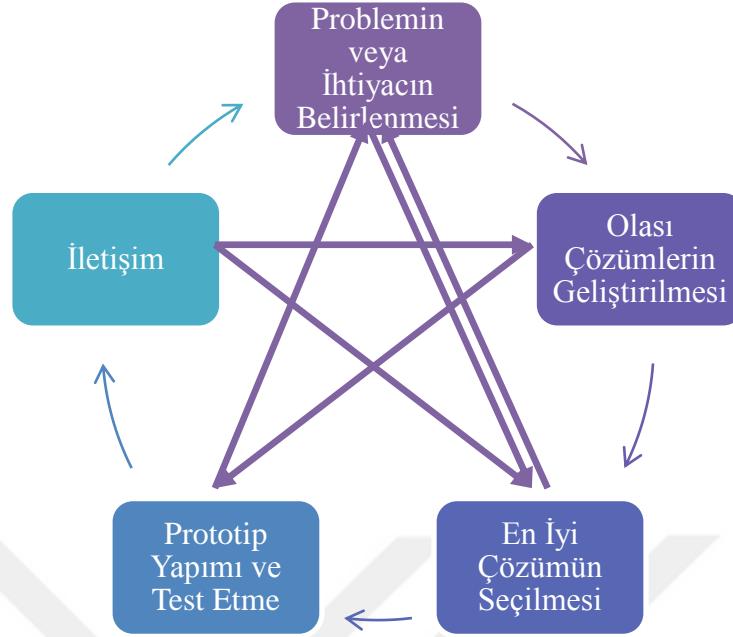 Problemin
veya
İhtiyacın
Belirlenmesi
Olası
Çözümlerin
Geliştirilmesi
En İyi
Çözümün
Seçilmesi
Prototip
Yapımı ve
Test Etme
İletişim